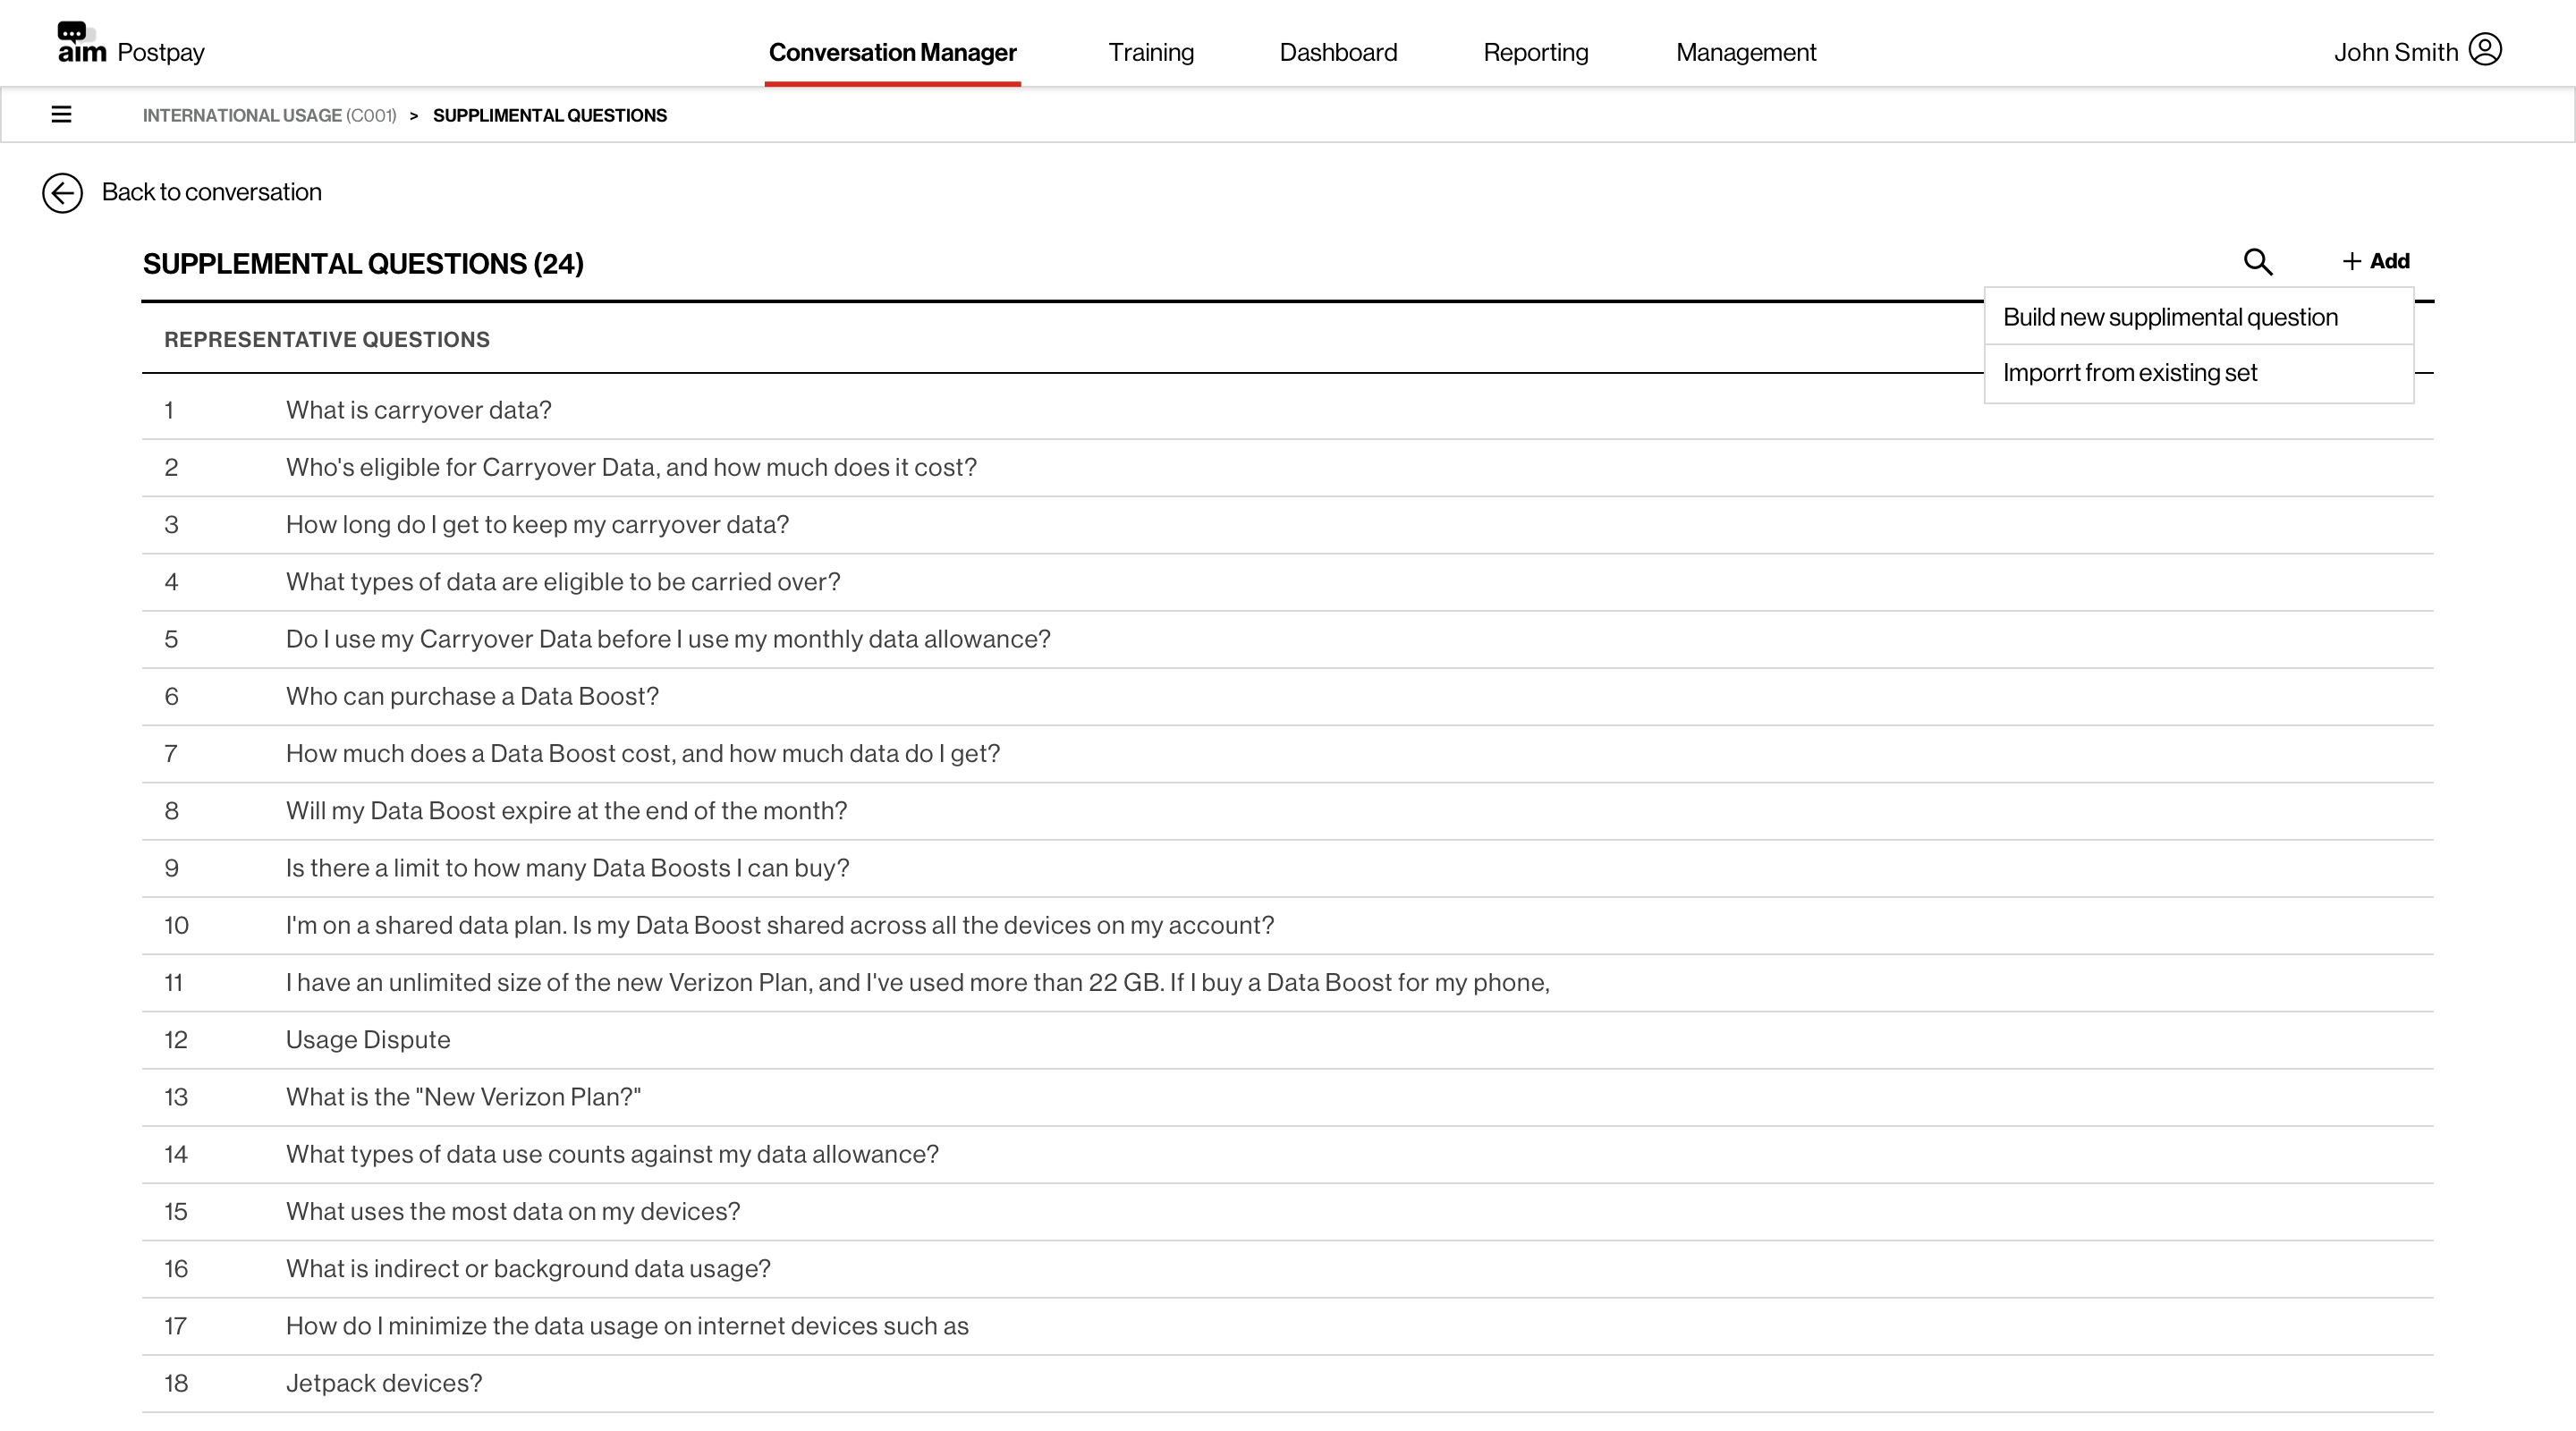 aim Postpay
Conversation Manager
Training
Dashboard
Reporting
Management
John Smith
INTERNATIONAL USAGE (C001) > SUPPLIMENTAL QUESTIONS
Back to conversation
SUPPLEMENTAL QUESTIONS (24)
+ Add
Build new supplimental question
Imporrt from existing set
REPRESENTATIVE QUESTIONS
1 What is carryover data?
2 Who's eligible for Carryover Data, and how much does it cost?
3 How long do I get to keep my carryover data?
4 What types of data are eligible to be carried over?
5 Do I use my Carryover Data before I use my monthly data allowance?
6 Who can purchase a Data Boost?
7 How much does a Data Boost cost, and how much data do I get?
8 Will my Data Boost expire at the end of the month?
9 Is there a limit to how many Data Boosts I can buy?
10 I'm on a shared data plan. Is my Data Boost shared across all the devices on my account?
11 I have an unlimited size of the new Verizon Plan, and I've used more than 22 GB. If I buy a Data Boost for my phone,
12 Usage Dispute
13 What is the "New Verizon Plan?"
14 What types of data use counts against my data allowance?
15 What uses the most data on my devices?
16 What is indirect or background data usage?
17 How do I minimize the data usage on internet devices such as
18 Jetpack devices?